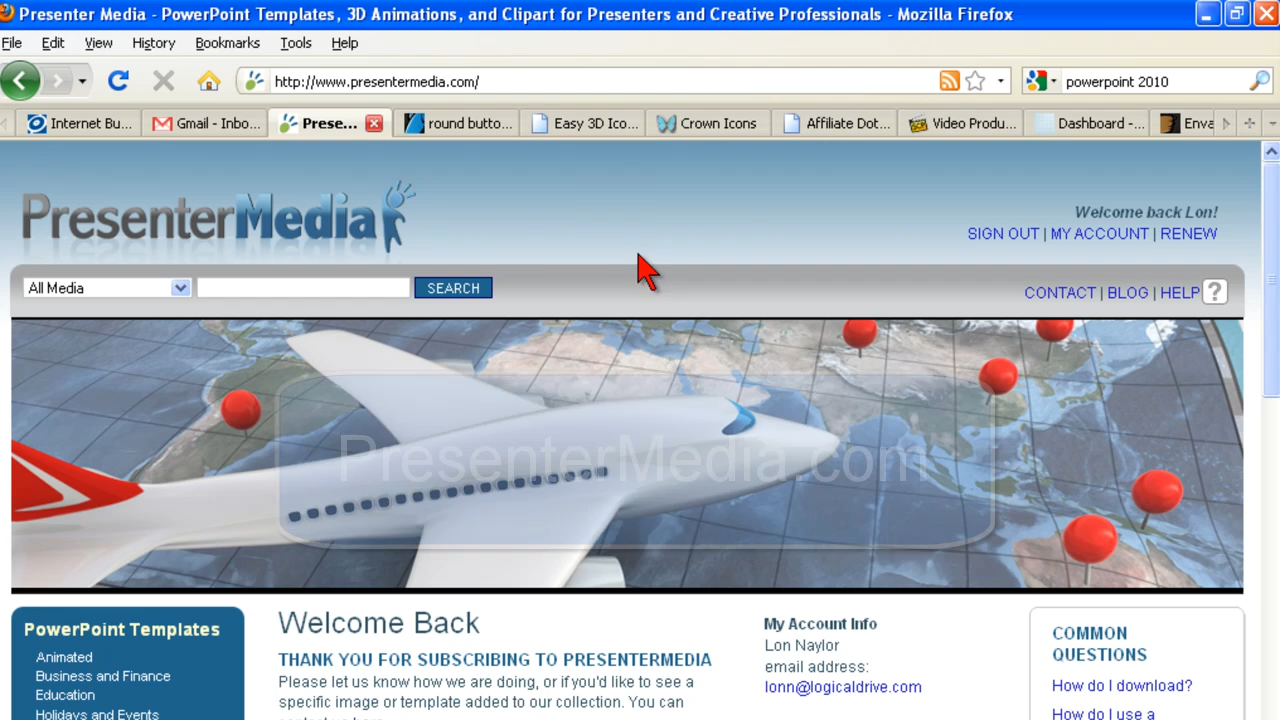 Presenter Media - PowerPoint Templates, 3D Animations, and Clipart for Presenters and Creative Professionals - Mozilla Firefox
File Edit View History Bookmarks Tools Help
http://www.presentermedia.com/ powerpoint 2010
Internet Bu... Gmail - Inbo... Prese... round butto... Easy 3D Ico... Crown Icons Affiliate Dot... Video Produ... Dashboard -... Enva
PresenterMedia
Welcome back Lon!
SIGN OUT | MY ACCOUNT | RENEW
All Media SEARCH CONTACT | BLOG | HELP ?
PresenterMedia.com
PowerPoint Templates
Animated
Business and Finance
Education
Holidays and Events
Welcome Back
THANK YOU FOR SUBSCRIBING TO PRESENTERMEDIA
Please let us know how we are doing, or if you'd like to see a
specific image or template added to our collection. You can
My Account Info
Lon Naylor
email address:
lonn@logicaldrive.com
COMMON
QUESTIONS
How do I download?
How do I use a